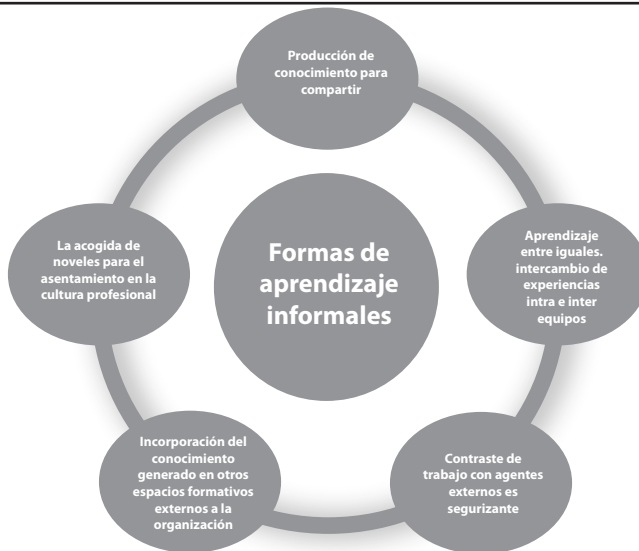 Producción de
conocimiento para
compartir
La acogida de
noveles para el
asentamiento en la
cultura profesional
Formas de
aprendizaje
informales
Aprendizaje
entre iguales.
intercambio de
experiencias
intra e inter
equipos
Incorporación del
conocimiento
generado en otros
espacios formativos
externos a la
organización
Contraste de
trabajo con agentes
externos es
segurizante